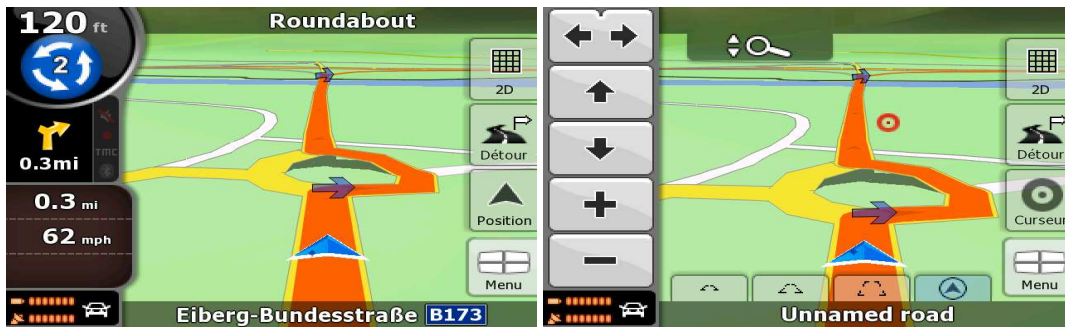 120 ft
Roundabout
2
2D
TMC
0.3mi
Détour
0.3 mi
Position
62 mph
Menu
Eiberg-Bundesstraße B173
2D
Détour
Curseur
Menu
Unnamed road